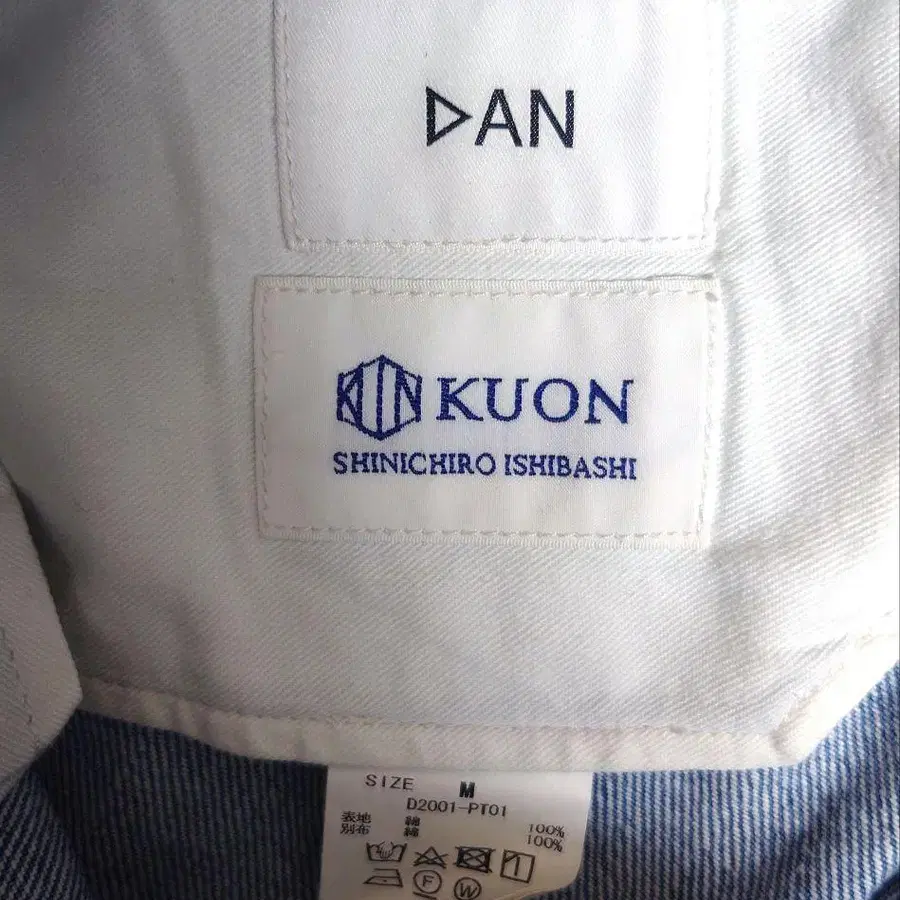 DAN
KUON
SHINICHIRO ISHIBASHI
SIZE M
D2001-PT01
表地 綿 100%
別布 綿 100%